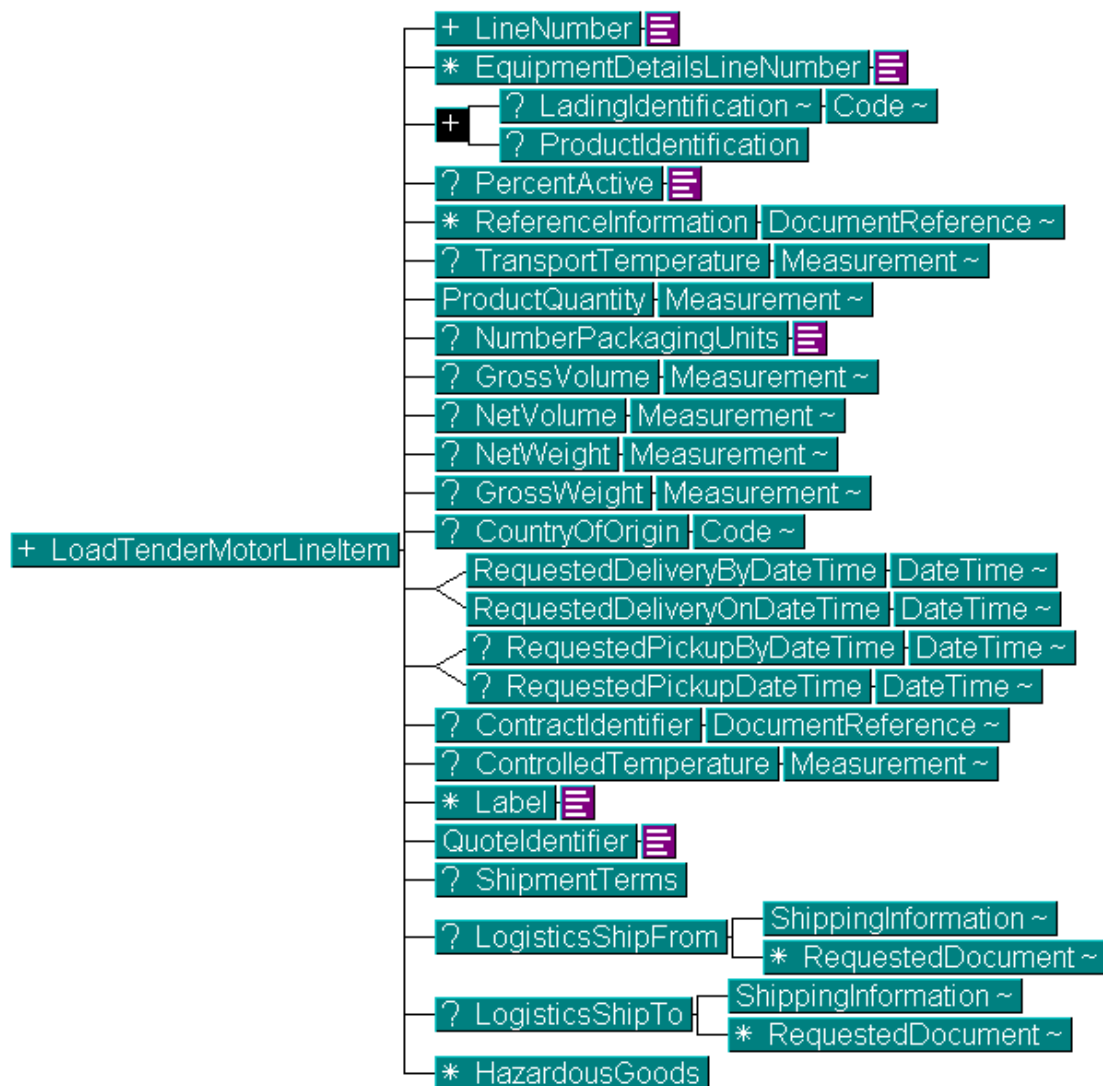 + LineNumber
* EquipmentDetailsLineNumber
? LadingIdentification ~ Code ~
+
? ProductIdentification
? PercentActive
* ReferenceInformation DocumentReference ~
? TransportTemperature Measurement ~
ProductQuantity Measurement ~
? NumberPackagingUnits
? GrossVolume Measurement ~
? NetVolume Measurement ~
? NetWeight Measurement ~
? GrossWeight Measurement ~
? CountryOfOrigin Code ~
+ LoadTenderMotorLineItem
RequestedDeliveryByDateTime DateTime ~
RequestedDeliveryOnDateTime DateTime ~
? RequestedPickupByDateTime DateTime ~
? RequestedPickupDateTime DateTime ~
? ContractIdentifier DocumentReference ~
? ControlledTemperature Measurement ~
* Label
QuoteIdentifier
? ShipmentTerms
ShippingInformation ~
? LogisticsShipFrom
* RequestedDocument ~
ShippingInformation ~
? LogisticsShipTo
* RequestedDocument ~
* HazardousGoods